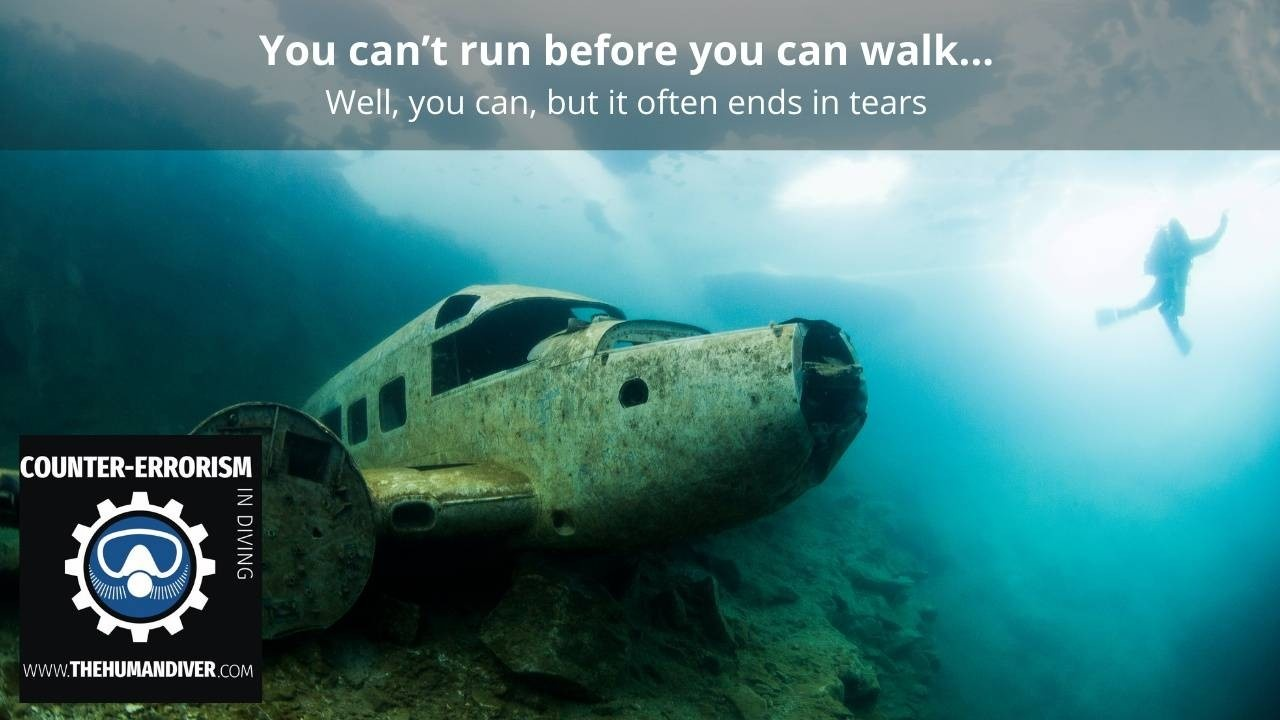 You can’t run before you can walk...
Well, you can, but it often ends in tears
COUNTER-ERRORISM
IN DIVING
WWW.THEHUMANDIVER.COM